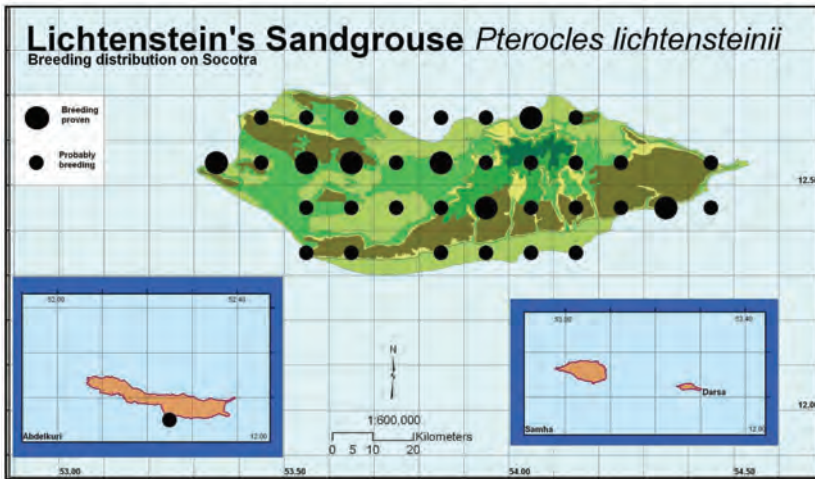 Lichtenstein's Sandgrouse Pterocles lichtensteinii
Breeding distribution on Socotra
Breeding
proven
Probably
breeding
12.50
52.00
52.40
Abdelkuri
12.00
N
1:600,000
Kilometers
0 5 10 20
53.00
53.40
Darsa
Samha
12.00
12.00
53.00
53.50
54.00
54.50